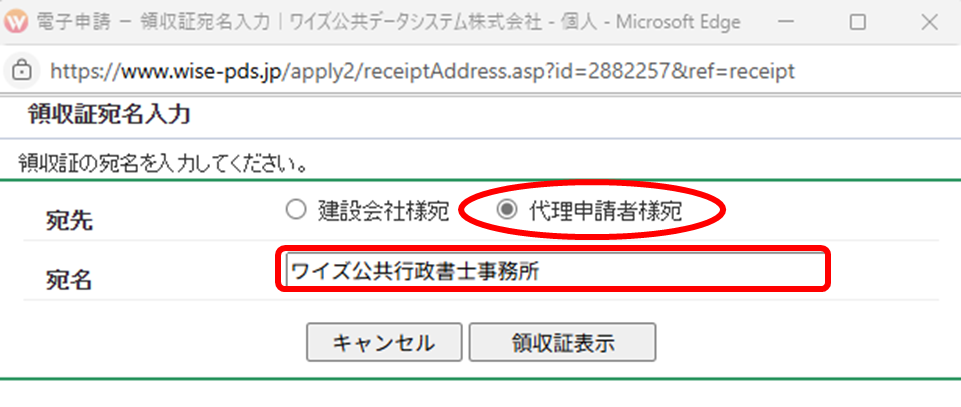 電子申請 － 領収証宛名入力 | ワイズ公共データシステム株式会社 - 個人 - Microsoft Edge
https://www.wise-pds.jp/apply2/receiptAddress.asp?id=2882257&ref=receipt
領収証宛名入力
領収証の宛名を入力してください。
宛先 建設会社様宛 代理申請者様宛
宛名 ワイズ公共行政書士事務所
キャンセル 領収証表示